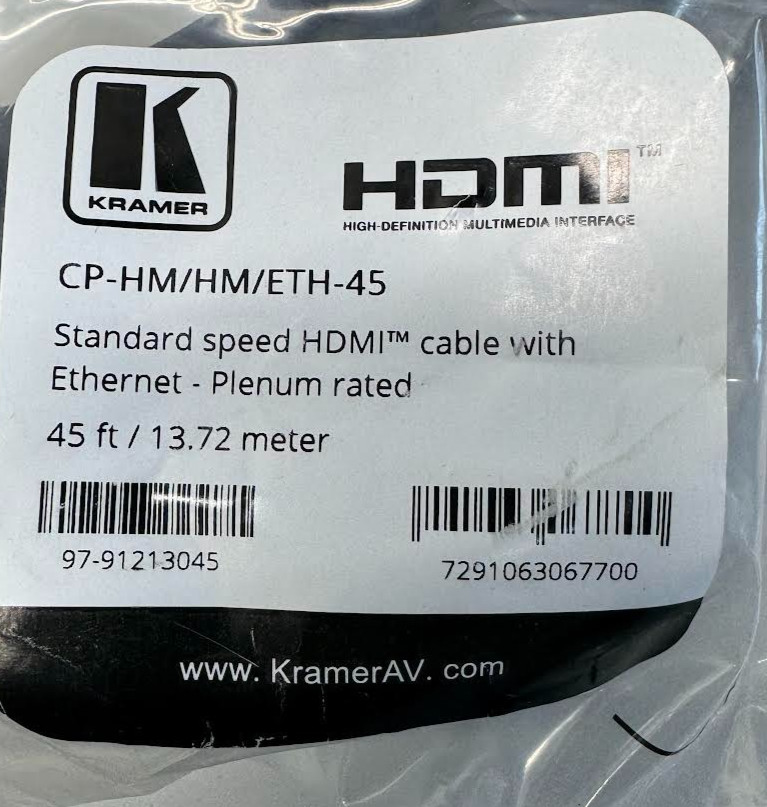 K
KRAMER
HDMI™
HIGH-DEFINITION MULTIMEDIA INTERFACE
CP-HM/HM/ETH-45
Standard speed HDMI™ cable with
Ethernet - Plenum rated
45 ft / 13.72 meter
97-91213045
7291063067700
www. KramerAV. com